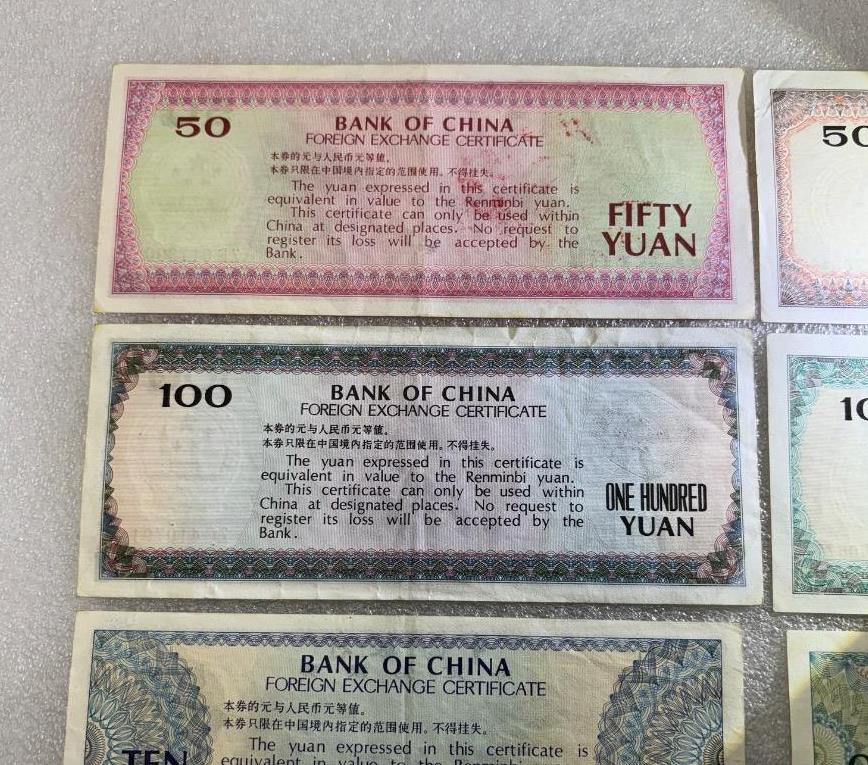 50
BANK OF CHINA
FOREIGN EXCHANGE CERTIFICATE
本券的元与人民币元等值。
本券只限在中国境内指定的范围使用。不得挂失。
The yuan expressed in this certificate is
equivalent in value to the Renminbi yuan.
This certificate can only be used within
China at designated places. No request to
register its loss will be accepted by the
Bank.
FIFTY
YUAN
50
100
BANK OF CHINA
FOREIGN EXCHANGE CERTIFICATE
本券的元与人民币元等值。
本券只限在中国境内指定的范围使用。不得挂失。
The yuan expressed in this certificate is
equivalent in value to the Renminbi yuan.
This certificate can only be used within
China at designated places. No request to
register its loss will be accepted by the
Bank.
ONE HUNDRED
YUAN
10
BANK OF CHINA
FOREIGN EXCHANGE CERTIFICATE
本券的元与人民币元等值。
本券只限在中国境内指定的范围使用。不得挂失。
TEN
The yuan expressed in this certificate is
equivalent in value to the Renminbi